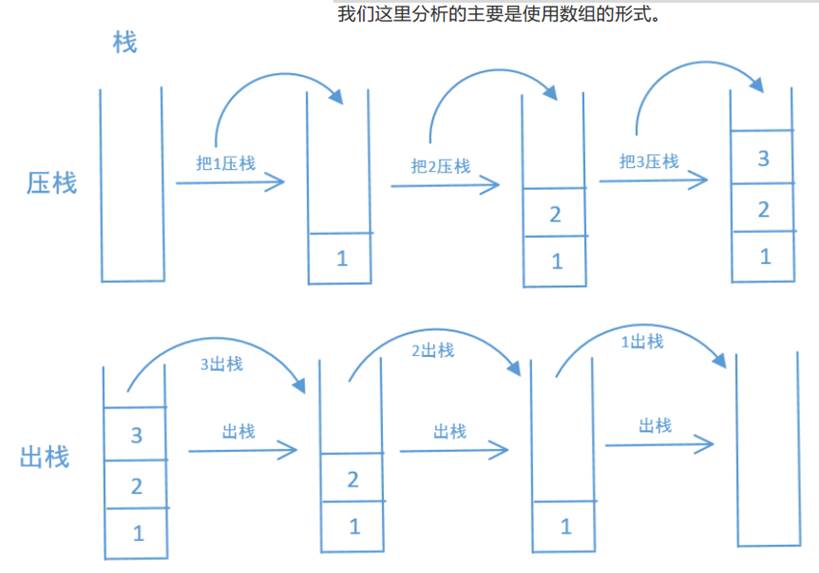 我们这里分析的主要是使用数组的形式。
栈
压栈
把1压栈
1
把2压栈
2
1
把3压栈
3
2
1
出栈
3
2
1
3出栈
出栈
2
1
2出栈
出栈
1
1出栈
出栈